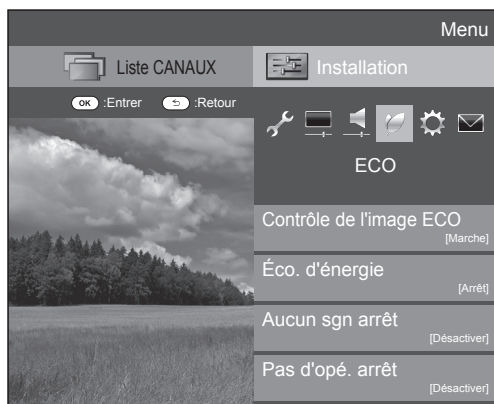 Menu
Liste CANAUX
Installation
OK :Entrer :Retour
ECO
Contrôle de l'image ECO
[Marche]
Éco. d'énergie
[Arrêt]
Aucun sgn arrêt
[Désactiver]
Pas d'opé. arrêt
[Désactiver]